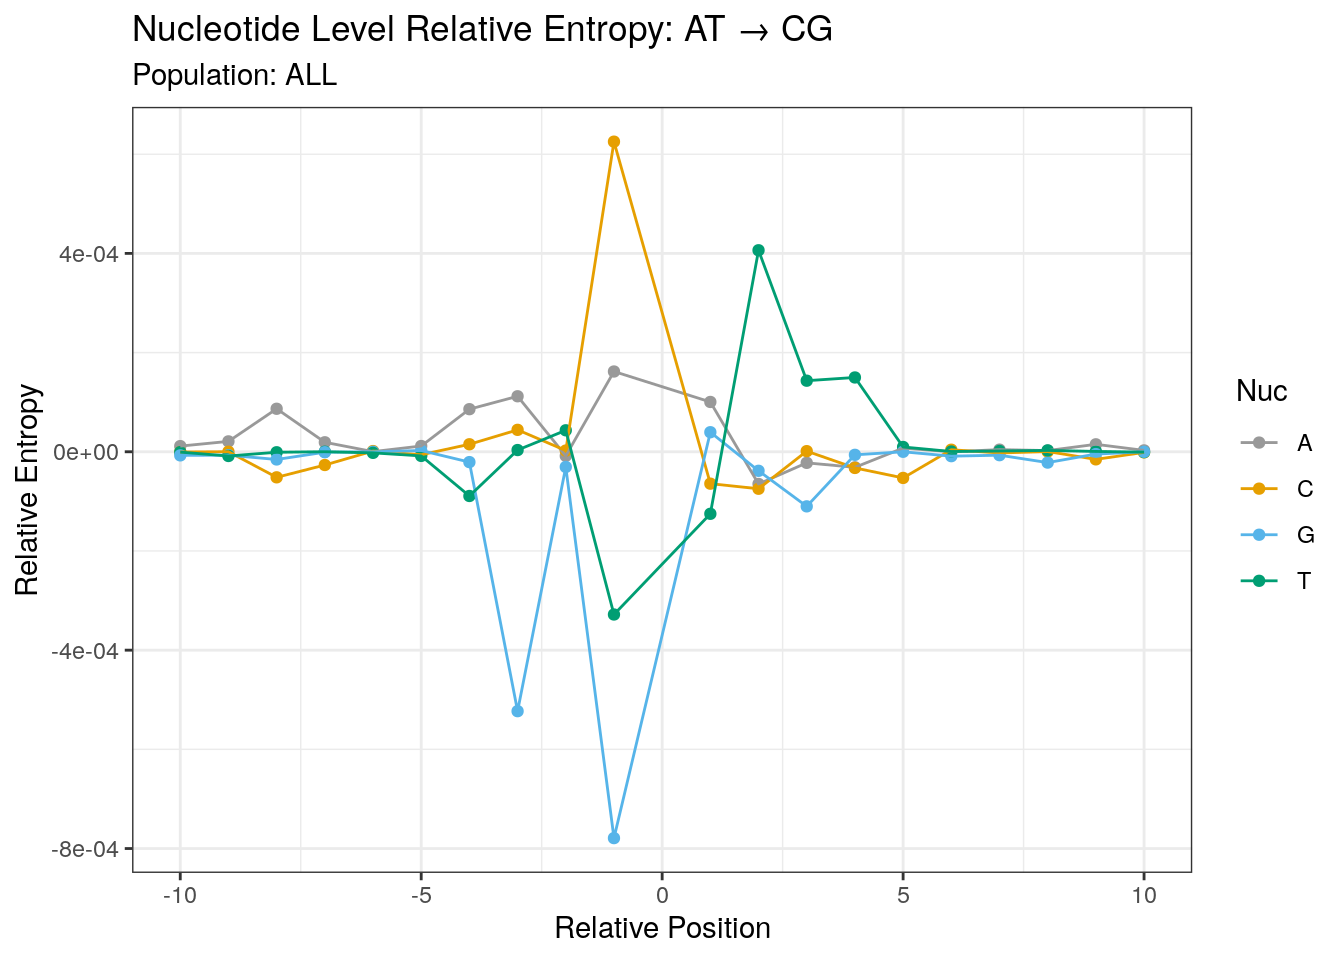 Nucleotide Level Relative Entropy: AT → CG
Population: ALL
Relative Entropy
4e-04
0e+00
-4e-04
-8e-04
-10
-5
0
5
10
Relative Position
Nuc
A
C
G
T